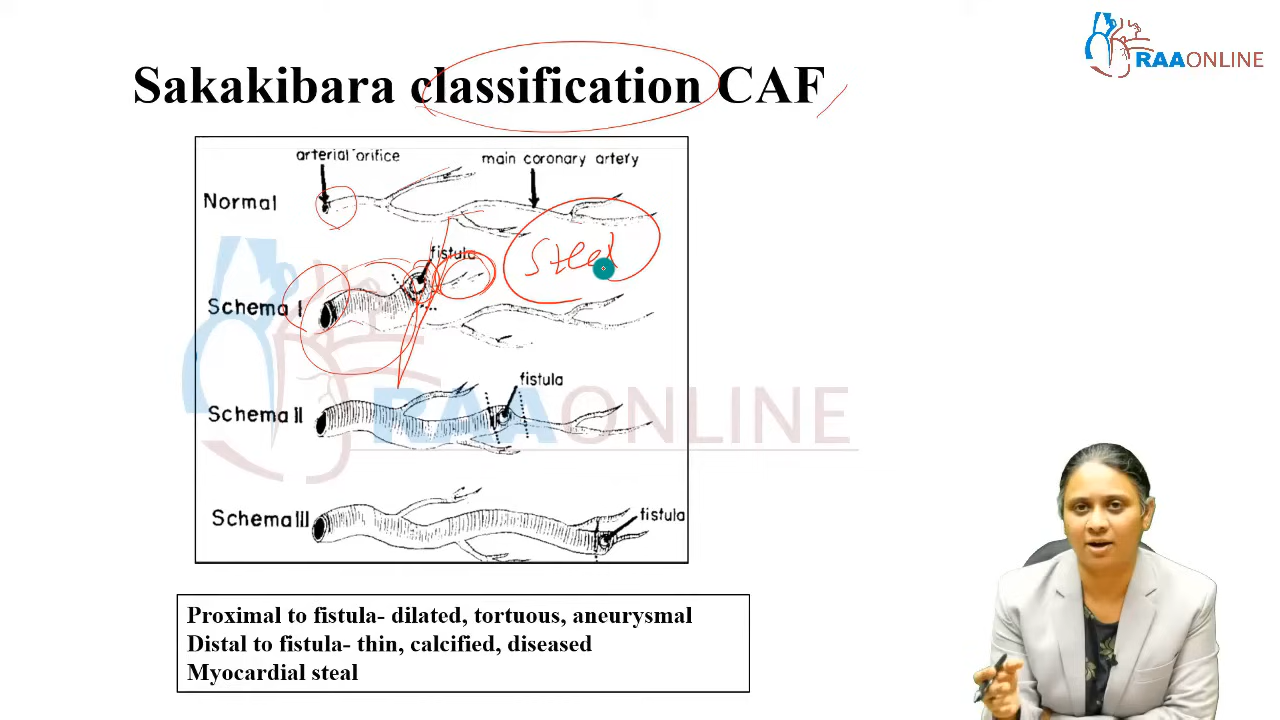 RAAONLINE
Sakakibara classification CAF
arterial orifice
main coronary artery
Normal
fistula
Steal
Schema I
fistula
Schema II
RAAONLINE
fistula
Schema III
Proximal to fistula- dilated, tortuous, aneurysmal
Distal to fistula- thin, calcified, diseased
Myocardial steal